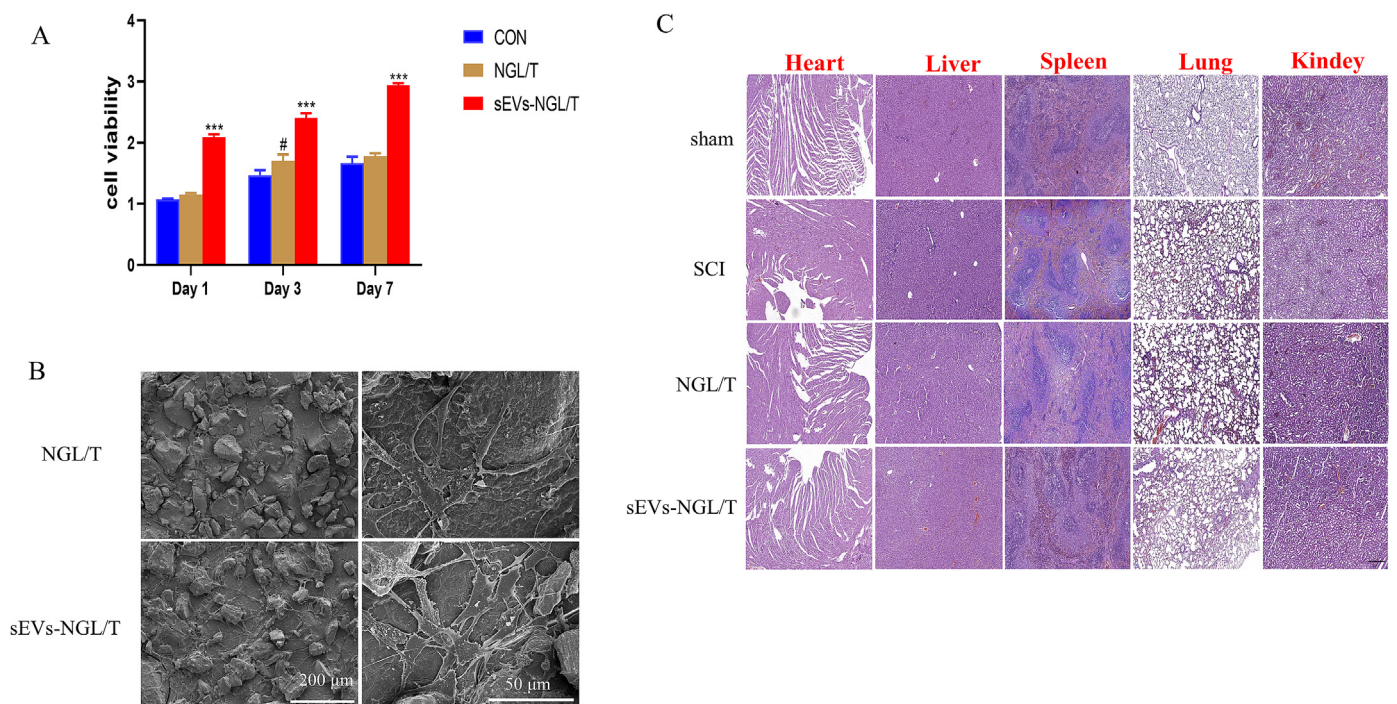 A
4
3
2
1
0
cell viability
***
#
***
***
Day 1
Day 3
Day 7
CON
NGL/T
sEVs-NGL/T
B
NGL/T
sEVs-NGL/T
200 μm
50 μm
C
Heart
Liver
Spleen
Lung
Kindey
sham
SCI
NGL/T
sEVs-NGL/T